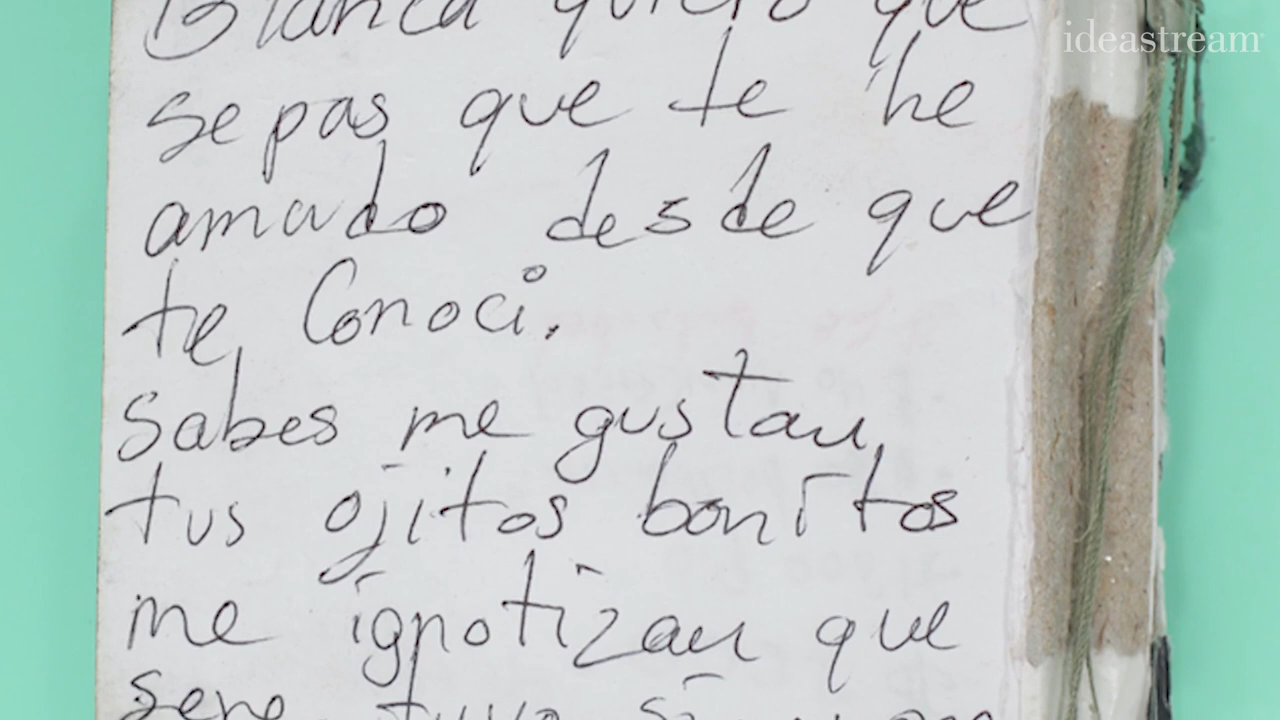 Blanca quiero que
ideastream
sepas que te he
amado desde que
te Conoci.
Sabes me gustan
tus ojitos bonitos
me ignotizan que